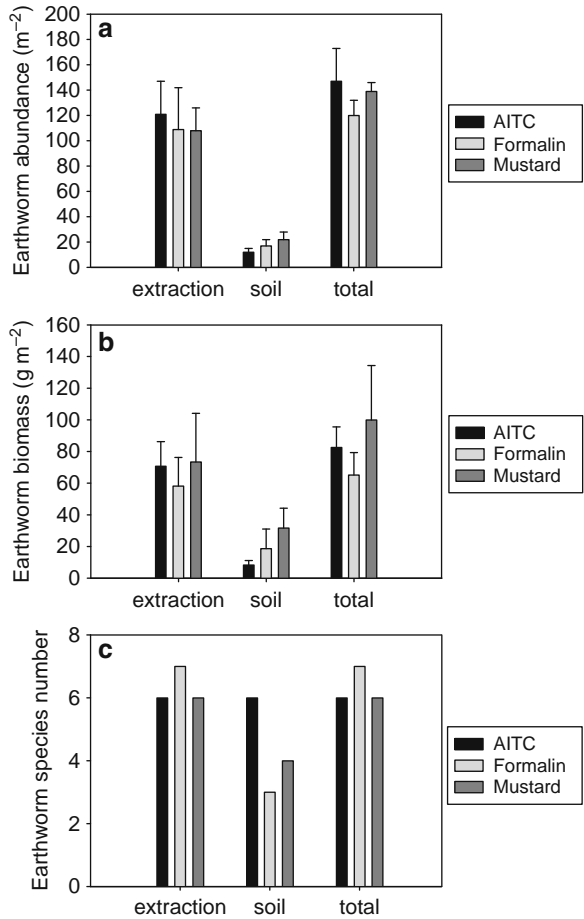 a
Earthworm abundance (m⁻²)
200
180
160
140
120
100
80
60
40
20
0
extraction soil total
AITC
Formalin
Mustard
b
Earthworm biomass (g m⁻²)
160
140
120
100
80
60
40
20
0
extraction soil total
AITC
Formalin
Mustard
c
Earthworm species number
8
6
4
2
0
extraction soil total
AITC
Formalin
Mustard